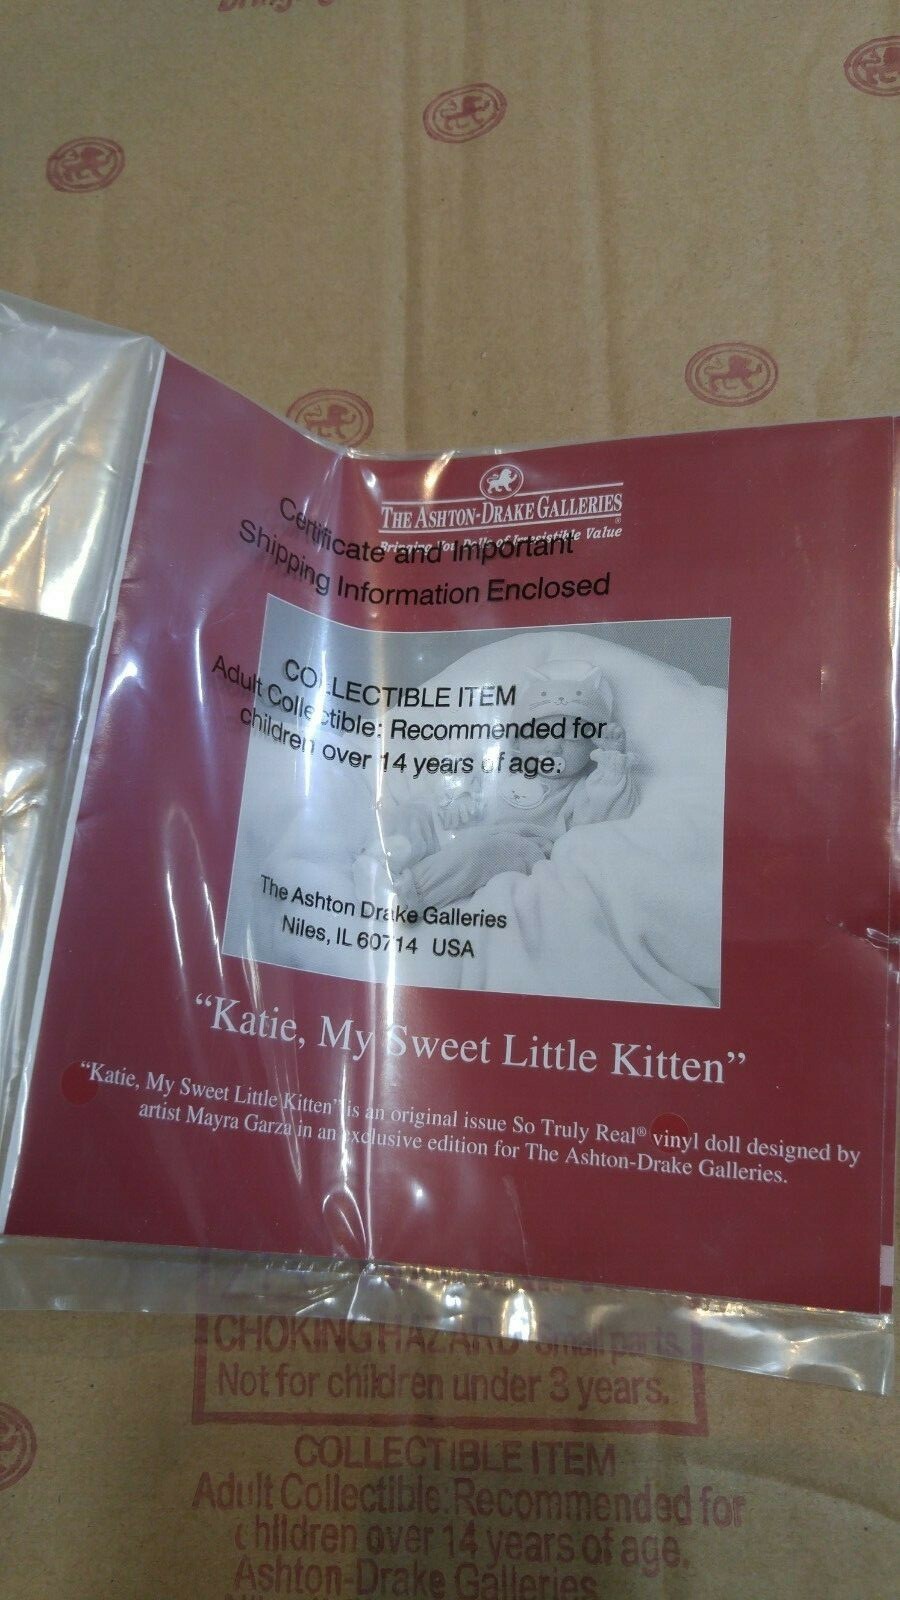 THE ASHTON-DRAKE GALLERIES
Bringing You Dolls of Irresistible Value®
Certificate and Important
Shipping Information Enclosed
COLLECTIBLE ITEM
Adult Collectible: Recommended for
children over 14 years of age.
The Ashton Drake Galleries
Niles, IL 60714 USA
“Katie, My Sweet Little Kitten”
“Katie, My Sweet Little Kitten” is an original issue So Truly Real® vinyl doll designed by
artist Mayra Garza in an exclusive edition for The Ashton-Drake Galleries.
CHOKING HAZARD Small parts.
Not for children under 3 years.
COLLECTIBLE ITEM
Adult Collectible: Recommended for
children over 14 years of age.
Ashton-Drake Galleries